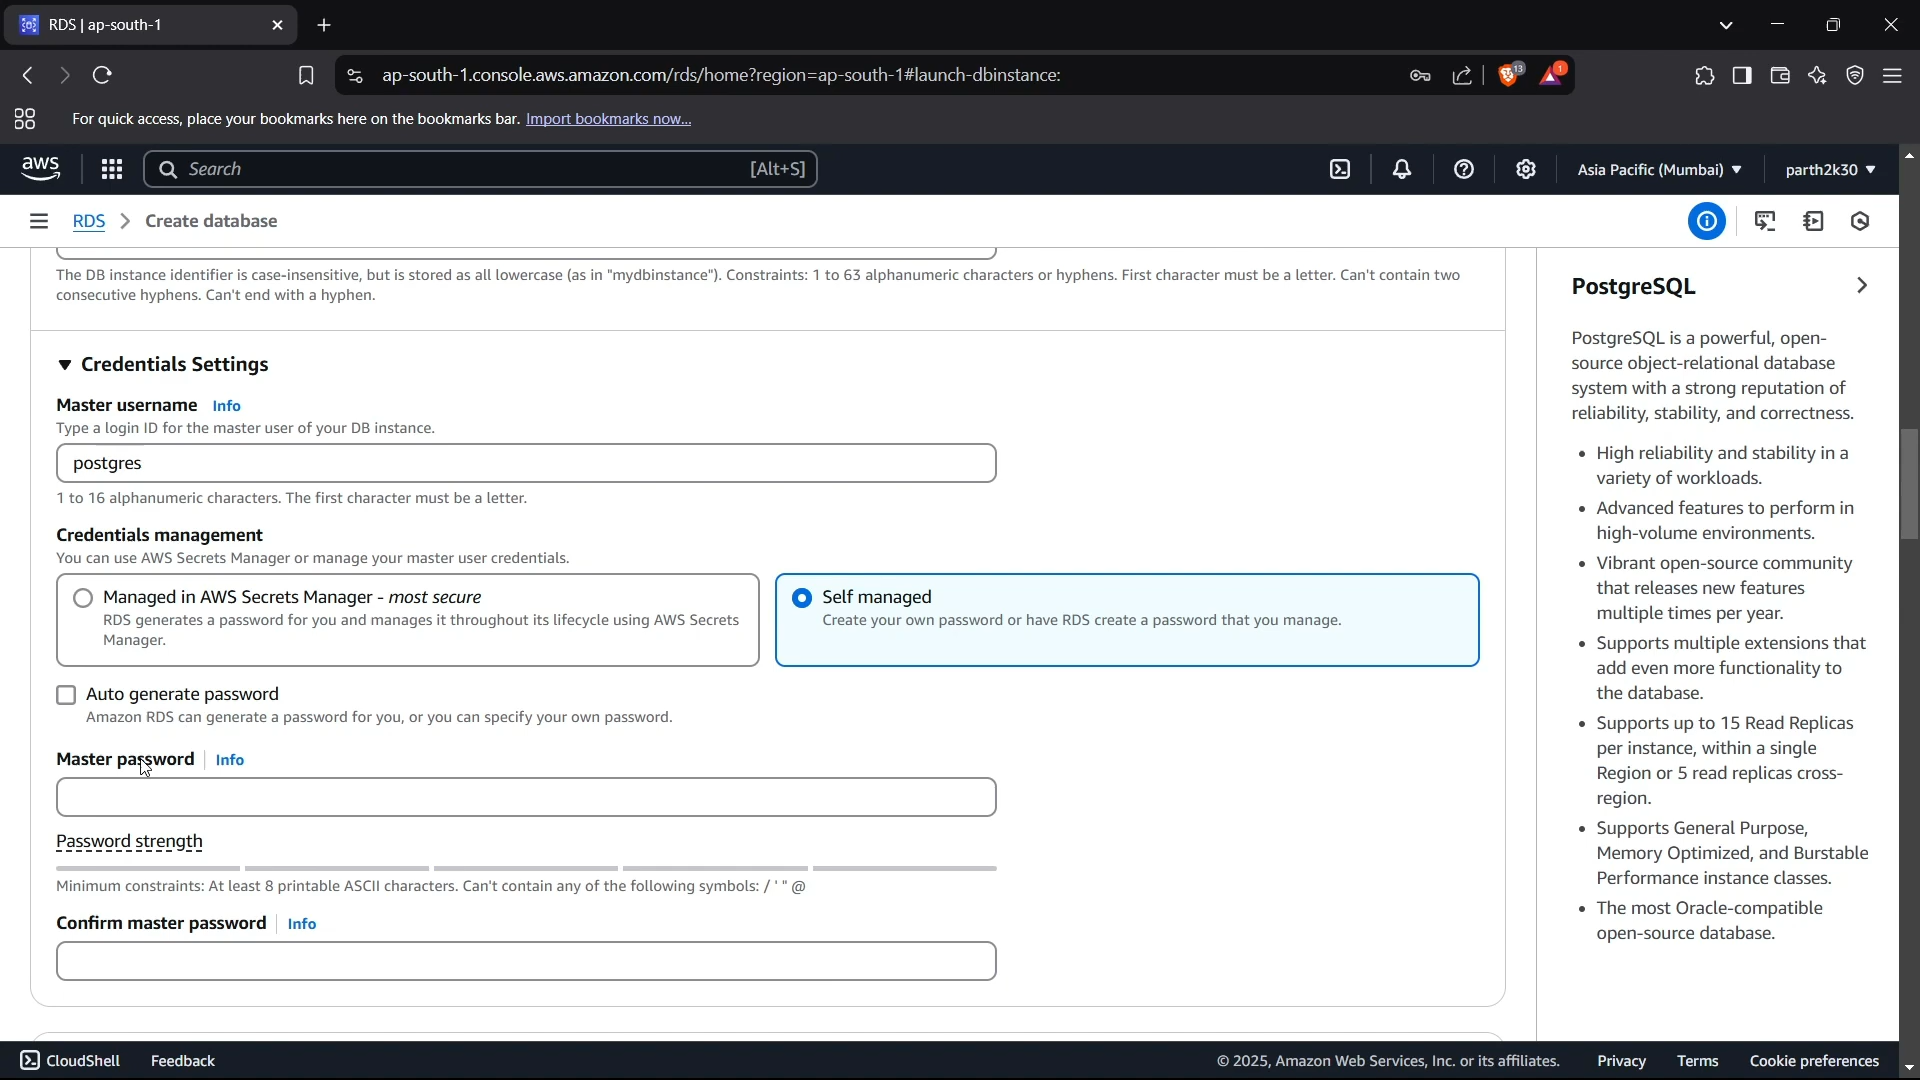 RDS | ap-south-1
ap-south-1.console.aws.amazon.com/rds/home?region=ap-south-1#launch-dbinstance:
13
1
For quick access, place your bookmarks here on the bookmarks bar. Import bookmarks now...
aws
Search
[Alt+S]
Asia Pacific (Mumbai)
parth2k30
RDS > Create database
The DB instance identifier is case-insensitive, but is stored as all lowercase (as in "mydbinstance"). Constraints: 1 to 63 alphanumeric characters or hyphens. First character must be a letter. Can't contain two
consecutive hyphens. Can't end with a hyphen.
Credentials Settings
Master username Info
Type a login ID for the master user of your DB instance.
postgres
1 to 16 alphanumeric characters. The first character must be a letter.
Credentials management
You can use AWS Secrets Manager or manage your master user credentials.
Managed in AWS Secrets Manager - most secure
RDS generates a password for you and manages it throughout its lifecycle using AWS Secrets
Manager.
Self managed
Create your own password or have RDS create a password that you manage.
Auto generate password
Amazon RDS can generate a password for you, or you can specify your own password.
Master password Info
Password strength
Minimum constraints: At least 8 printable ASCII characters. Can't contain any of the following symbols: / ' " @
Confirm master password Info
PostgreSQL
PostgreSQL is a powerful, open-
source object-relational database
system with a strong reputation of
reliability, stability, and correctness.
• High reliability and stability in a
variety of workloads.
• Advanced features to perform in
high-volume environments.
• Vibrant open-source community
that releases new features
multiple times per year.
• Supports multiple extensions that
add even more functionality to
the database.
• Supports up to 15 Read Replicas
per instance, within a single
Region or 5 read replicas cross-
region.
• Supports General Purpose,
Memory Optimized, and Burstable
Performance instance classes.
• The most Oracle-compatible
open-source database.
CloudShell
Feedback
© 2025, Amazon Web Services, Inc. or its affiliates.
Privacy
Terms
Cookie preferences